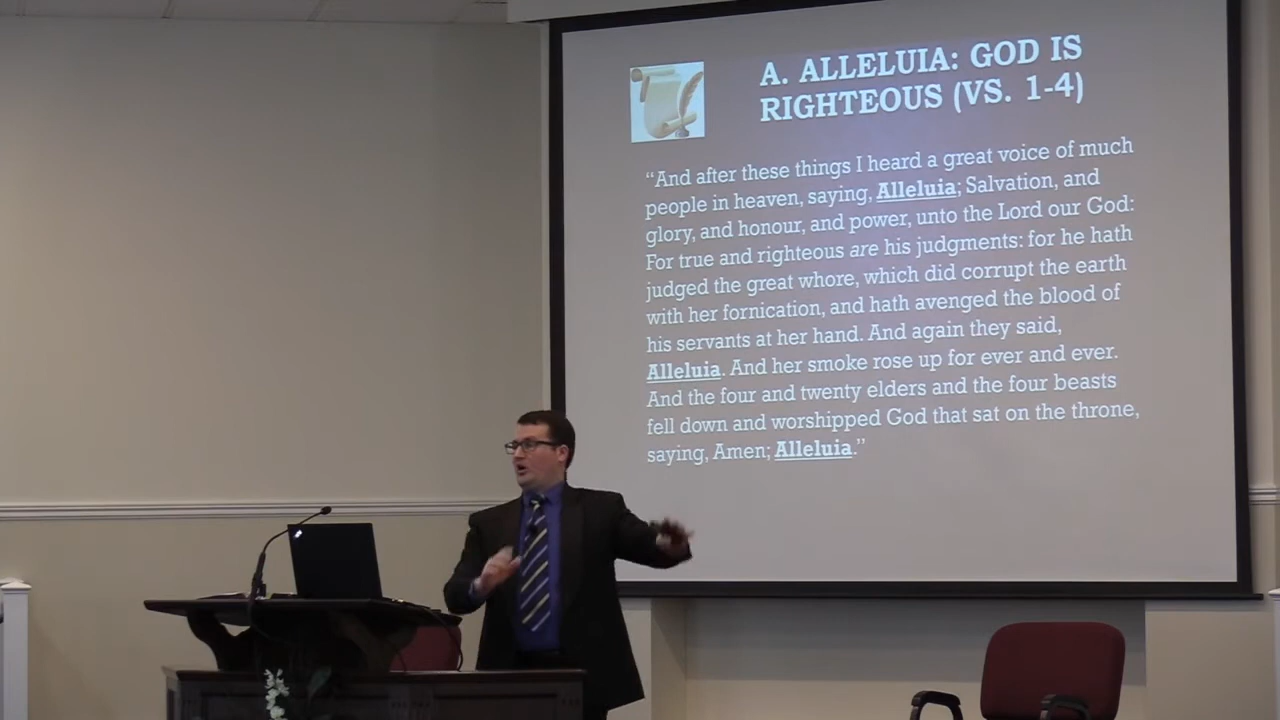 A. ALLELUIA: GOD IS
RIGHTEOUS (VS. 1-4)
“And after these things I heard a great voice of much
people in heaven, saying, Alleluia; Salvation, and
glory, and honour, and power, unto the Lord our God:
For true and righteous are his judgments: for he hath
judged the great whore, which did corrupt the earth
with her fornication, and hath avenged the blood of
his servants at her hand. And again they said,
Alleluia. And her smoke rose up for ever and ever.
And the four and twenty elders and the four beasts
fell down and worshipped God that sat on the throne,
saying, Amen; Alleluia.”